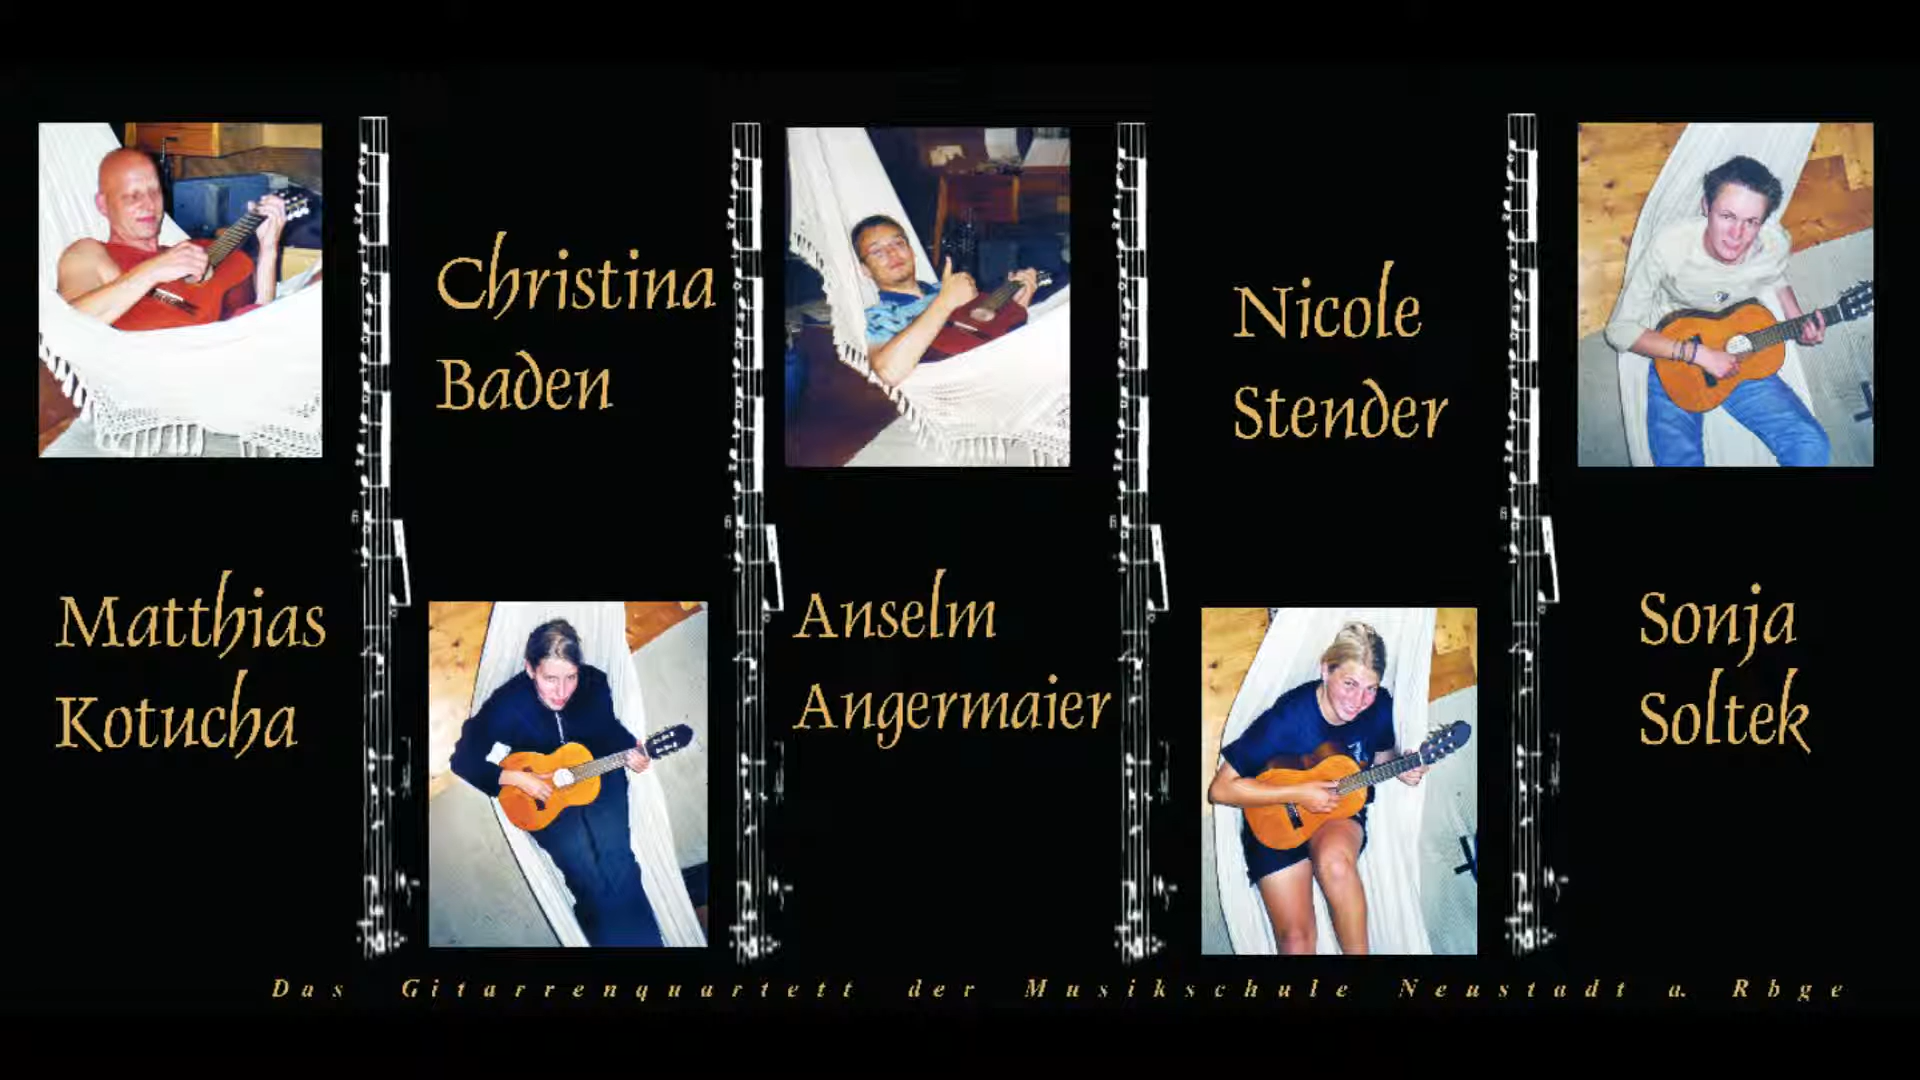 Christina
Baden
Nicole
Stender
Matthias
Kotucha
Anselm
Angermaier
Sonja
Soltek
Das Gitarrenquartett der Musikschule Neustadt a. Rbge